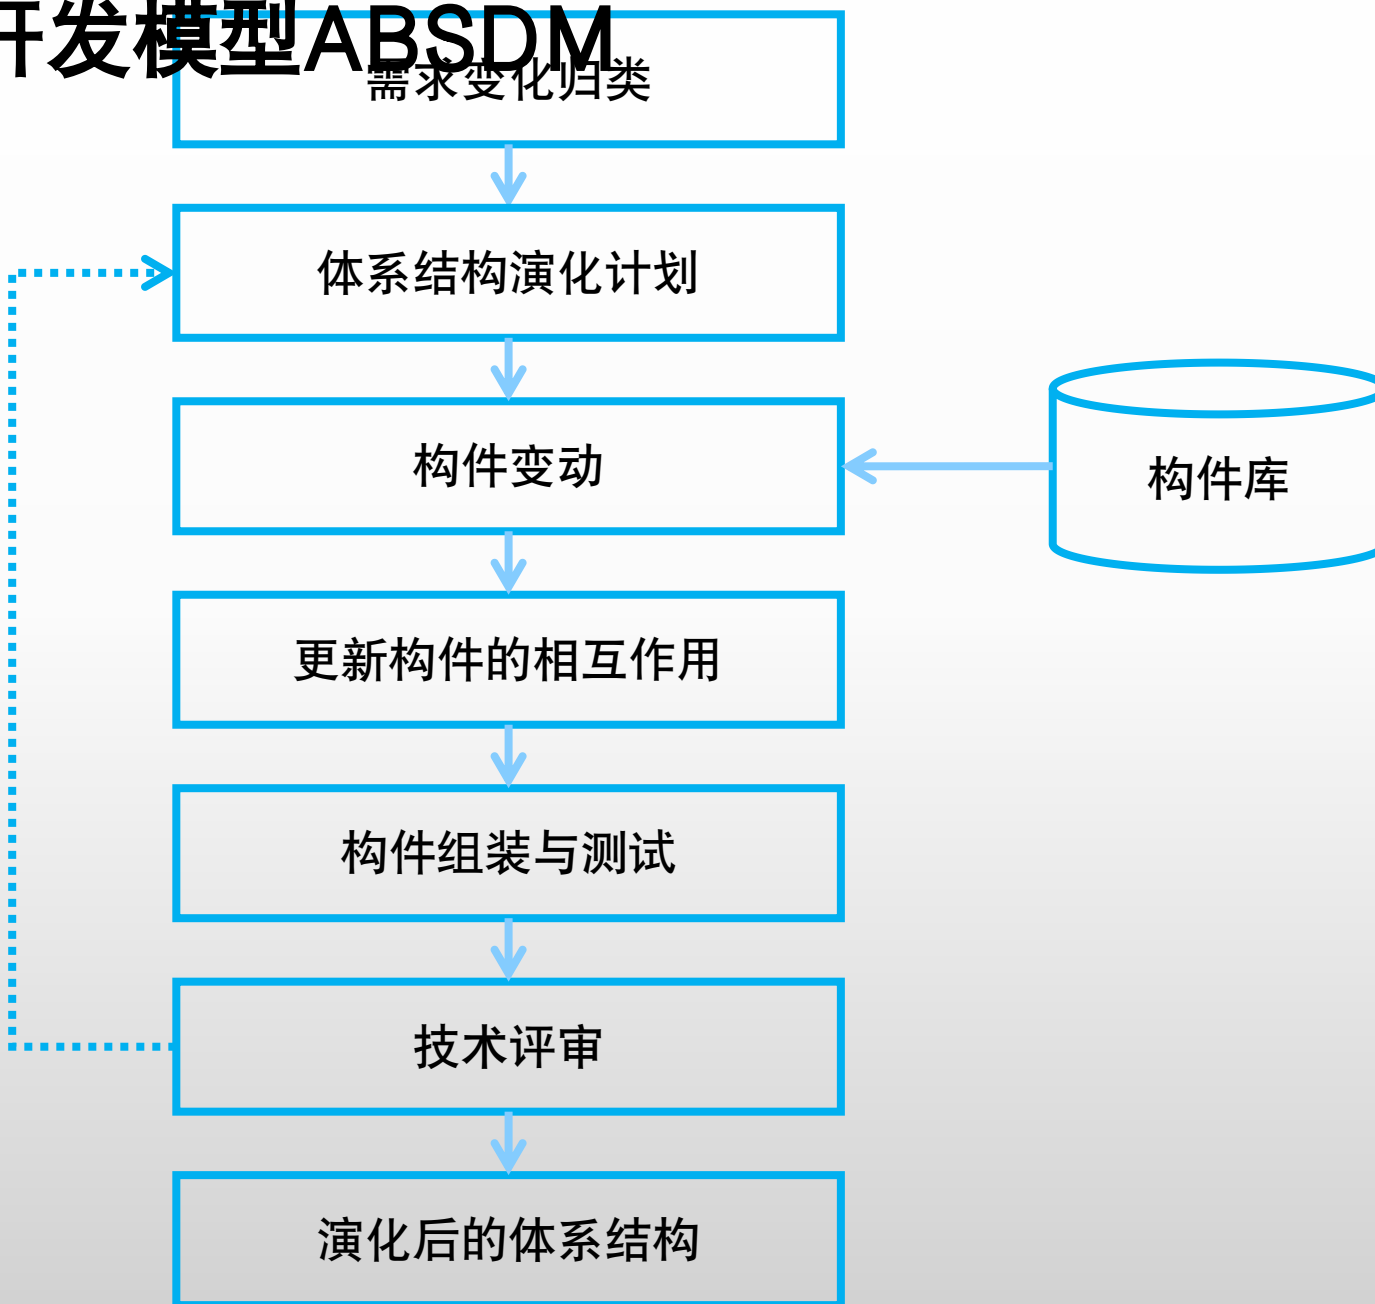 开发模型ABSDM
需求变化归类
体系结构演化计划
构件变动
构件库
更新构件的相互作用
构件组装与测试
技术评审
演化后的体系结构